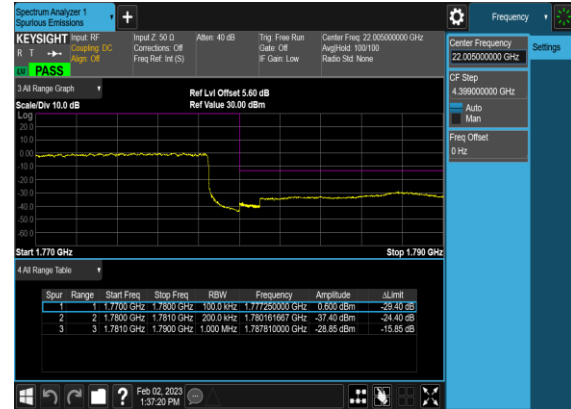 Spectrum Analyzer 1
Spurious Emissions
Frequency
KEYSIGHT Input: RF Input Z: 50 Ω Atten: 40 dB Trig: Free Run Center Freq: 22.005000000 GHz
R T Coupling: DC Corrections: Off Gate: Off Avg|Hold: 100/100
Align: Off Freq Ref: Int (S) IF Gain: Low Radio Std: None
PASS
Center Frequency
22.005000000 GHz
Settings
CF Step
4.399000000 GHz
Auto
Man
Freq Offset
0 Hz
3 All Range Graph
Ref Lvl Offset 5.60 dB
Scale/Div 10.0 dB Ref Value 30.00 dBm
Log
20.0
10.0
0.00
-10.0
-20.0
-30.0
-40.0
-50.0
-60.0
Start 1.770 GHz Stop 1.790 GHz
4 All Range Table
Spur Range Start Freq Stop Freq RBW Frequency Amplitude ΔLimit
1 1 1.7700 GHz 1.7800 GHz 100.0 kHz 1.777250000 GHz 0.600 dBm -29.40 dB
2 2 1.7800 GHz 1.7810 GHz 200.0 kHz 1.780161667 GHz -37.40 dBm -24.40 dB
3 3 1.7810 GHz 1.7900 GHz 1.000 MHz 1.787810000 GHz -28.85 dBm -15.85 dB
Feb 02, 2023
1:37:20 PM